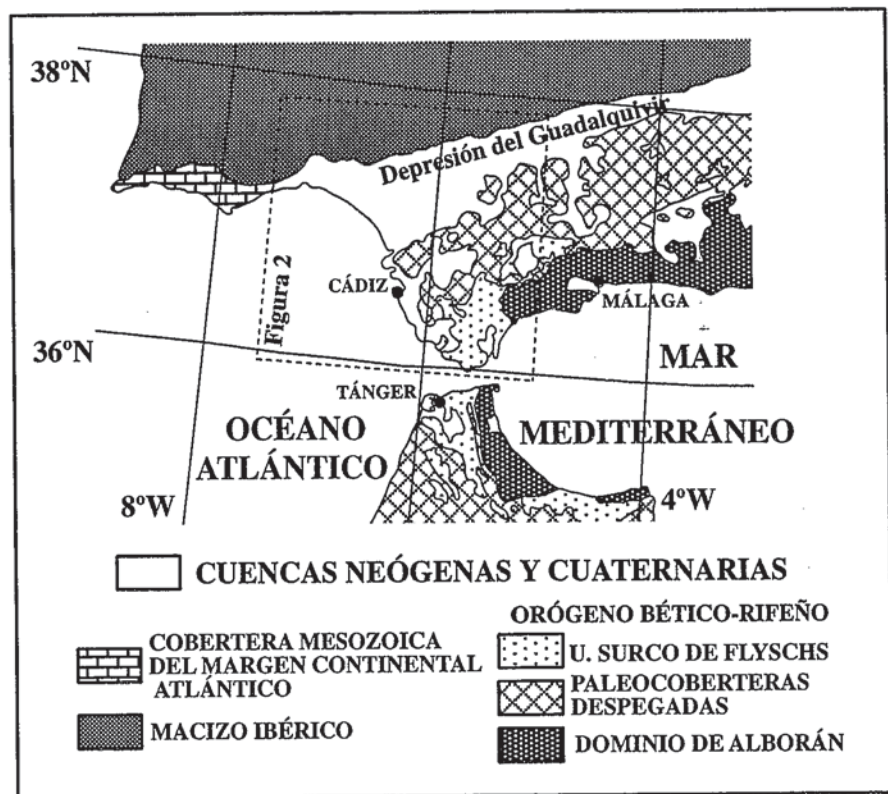 38ºN
Depresión del Guadalquivir
Figura 2
CÁDIZ
MÁLAGA
36ºN
MAR
TÁNGER
OCÉANO
ATLÁNTICO
MEDITERRÁNEO
8ºW
4ºW
CUENCAS NEÓGENAS Y CUATERNARIAS
COBERTERA MESOZOICA
DEL MARGEN CONTINENTAL
ATLÁNTICO
MACIZO IBÉRICO
ORÓGENO BÉTICO-RIFEÑO
U. SURCO DE FLYSCHS
PALEOCOBERTERAS
DESPEGADAS
DOMINIO DE ALBORÁN